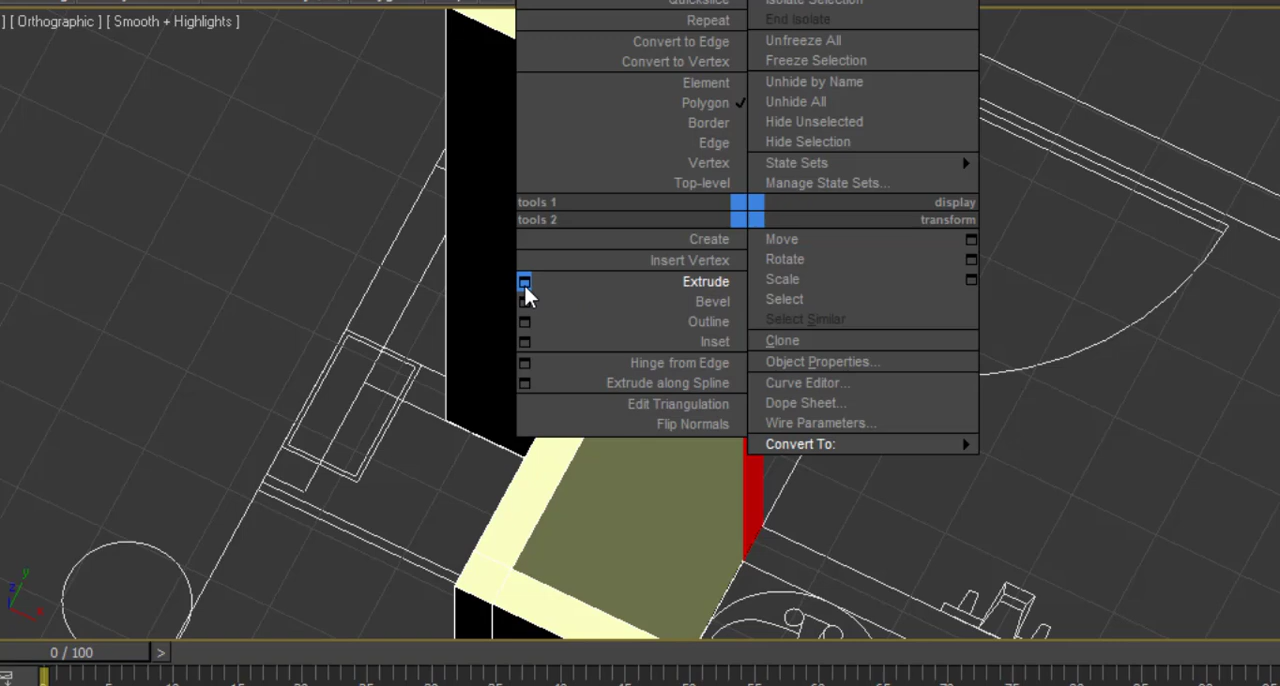 ] [ Orthographic ] [ Smooth + Highlights ]
Quickslice
Repeat
Convert to Edge
Convert to Vertex
Element
Polygon
Border
Edge
Vertex
Top-level
tools 1
tools 2
Create
Insert Vertex
Extrude
Bevel
Outline
Inset
Hinge from Edge
Extrude along Spline
Edit Triangulation
Flip Normals
Isolate Selection
End Isolate
Unfreeze All
Freeze Selection
Unhide by Name
Unhide All
Hide Unselected
Hide Selection
State Sets
Manage State Sets...
display
transform
Move
Rotate
Scale
Select
Select Similar
Clone
Object Properties...
Curve Editor...
Dope Sheet...
Wire Parameters...
Convert To:
z y x
0 / 100 >